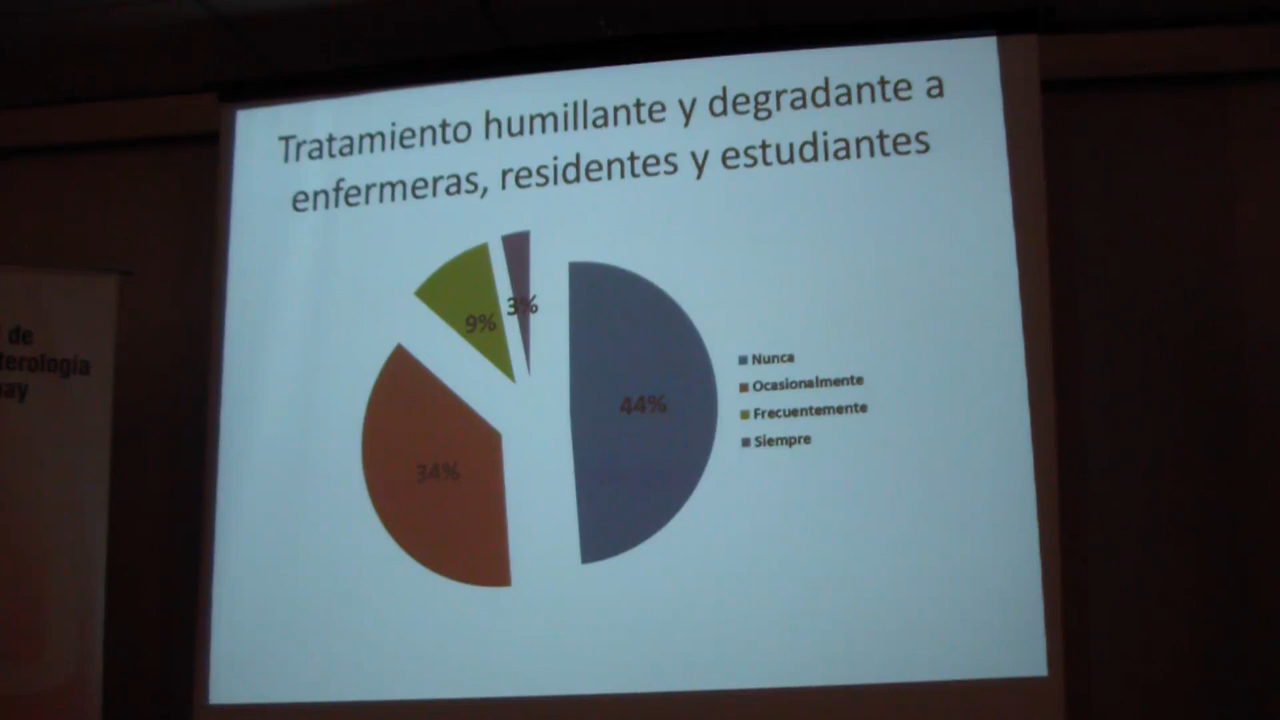 Tratamiento humillante y degradante a
enfermeras, residentes y estudiantes
3%
9%
44%
34%
Nunca
Ocasionalmente
Frecuentemente
Siempre
de
terología
ay